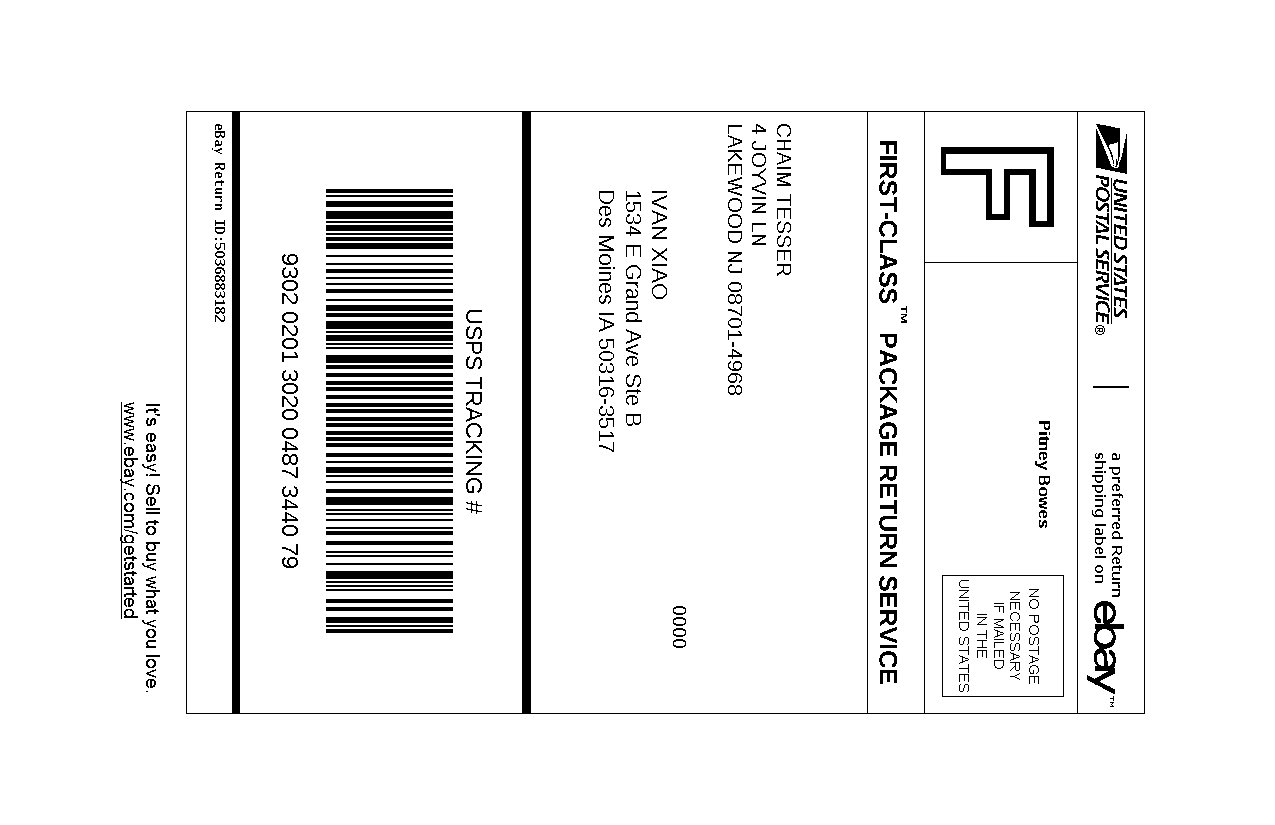 UNITED STATES
POSTAL SERVICE®
a preferred Return
shipping label on
ebay™
F
Pitney Bowes
NO POSTAGE
NECESSARY
IF MAILED
IN THE
UNITED STATES
FIRST-CLASS™ PACKAGE RETURN SERVICE
CHAIM TESSER
4 JOYVIN LN
LAKEWOOD NJ 08701-4968
0000
IVAN XIAO
1534 E Grand Ave Ste B
Des Moines IA 50316-3517
USPS TRACKING #
9302 0201 3020 0487 3440 79
eBay Return ID:5036883182
It's easy! Sell to buy what you love.
www.ebay.com/getstarted